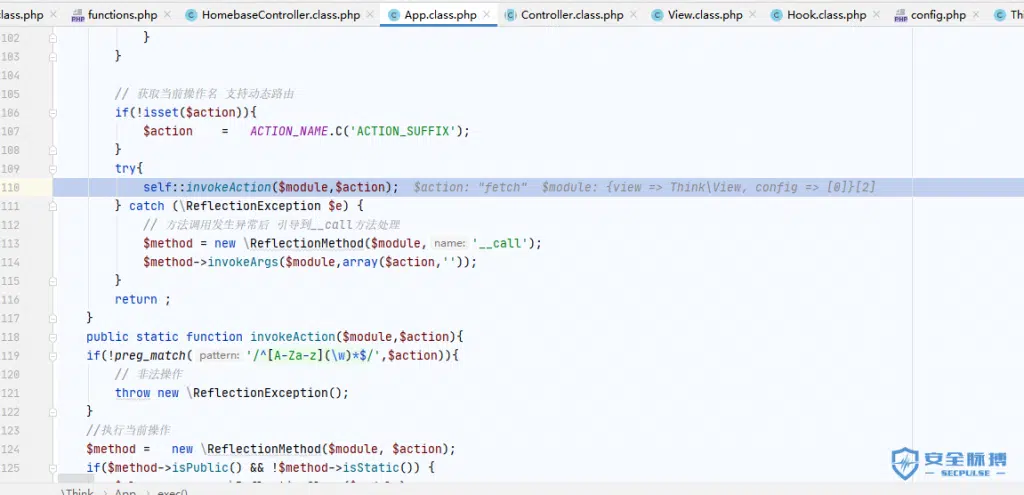 class.php functions.php HomebaseController.class.php App.class.php Controller.class.php View.class.php Hook.class.php config.php Thi
102 }
103 }
104
105 // 获取当前操作名 支持动态路由
106 if(!isset($action)){
107 $action = ACTION_NAME.C('ACTION_SUFFIX');
108 }
109 try{
110 self::invokeAction($module,$action); $action: "fetch" $module: {view => Think\View, config => [0]}[2]
111 } catch (\ReflectionException $e) {
112 // 方法调用发生异常后 引导到__call方法处理
113 $method = new \ReflectionMethod($module, name: '__call');
114 $method->invokeArgs($module,array($action,''));
115 }
116 return ;
117 }
118 public static function invokeAction($module,$action){
119 if(!preg_match( pattern: '/^[A-Za-z](\w)*$/',$action)){
120 // 非法操作
121 throw new \ReflectionException();
122 }
123 //执行当前操作
124 $method = new \ReflectionMethod($module, $action);
125 if($method->isPublic() && !$method->isStatic()) {
\Think App exec()
安全脉搏
SECPULSE